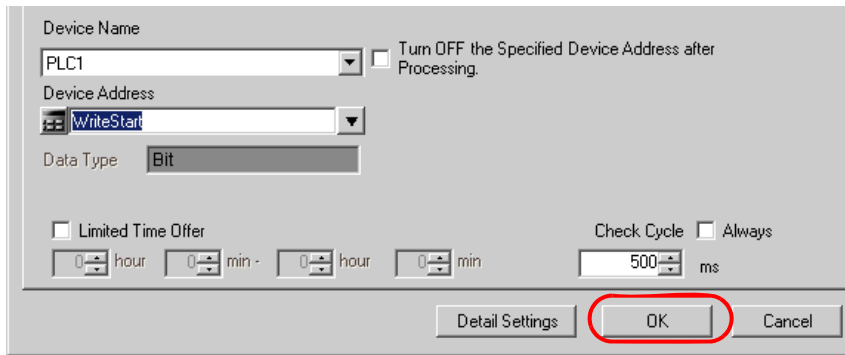 Device Name
PLC1
Turn OFF the Specified Device Address after
Processing.
Device Address
WriteStart
Data Type Bit
Limited Time Offer Check Cycle Always
0 hour 0 min - 0 hour 0 min 500 ms
Detail Settings OK Cancel